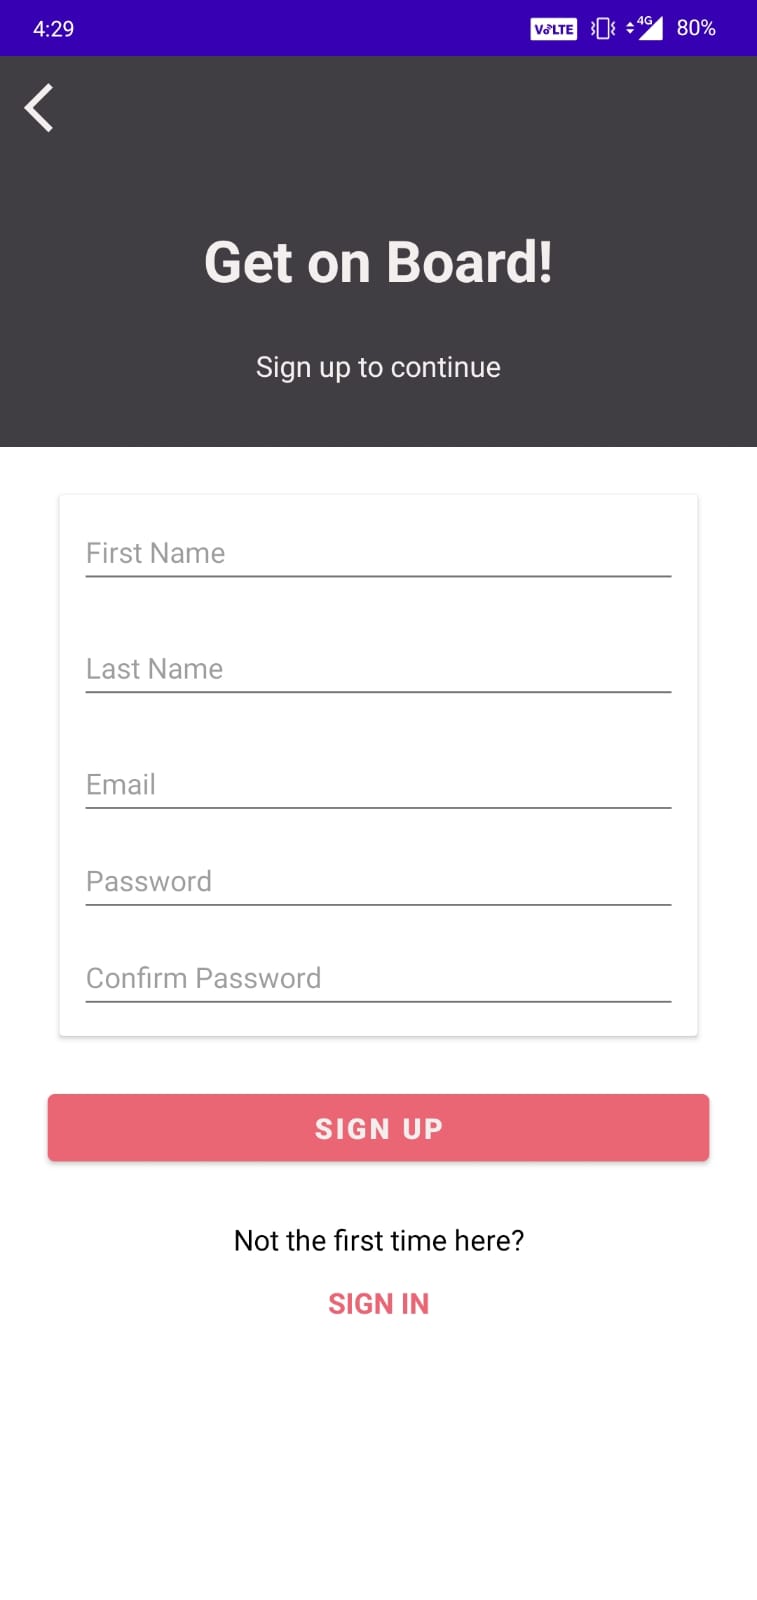 4:29 VoLTE 4G 80%
Get on Board!
Sign up to continue
First Name
Last Name
Email
Password
Confirm Password
SIGN UP
Not the first time here?
SIGN IN